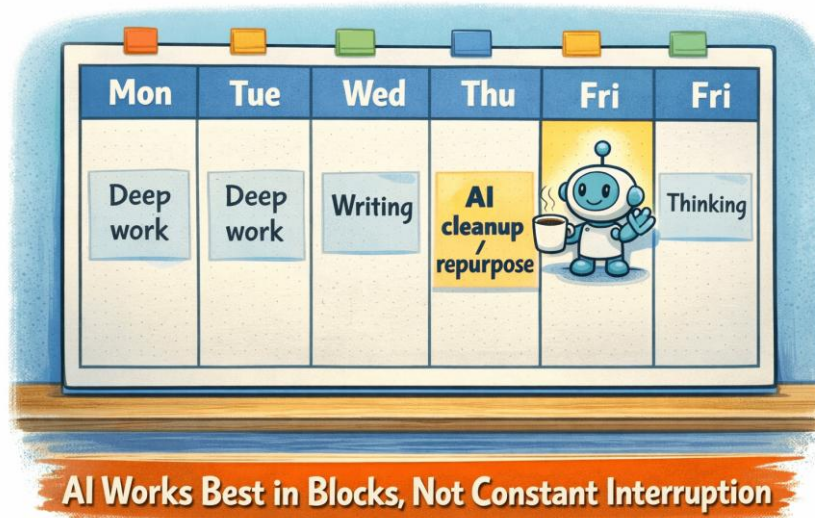 Mon Tue Wed Thu Fri Fri
Deep
work
Deep
work
Writing
AI
cleanup
/
repurpose
Thinking
AI Works Best in Blocks, Not Constant Interruption